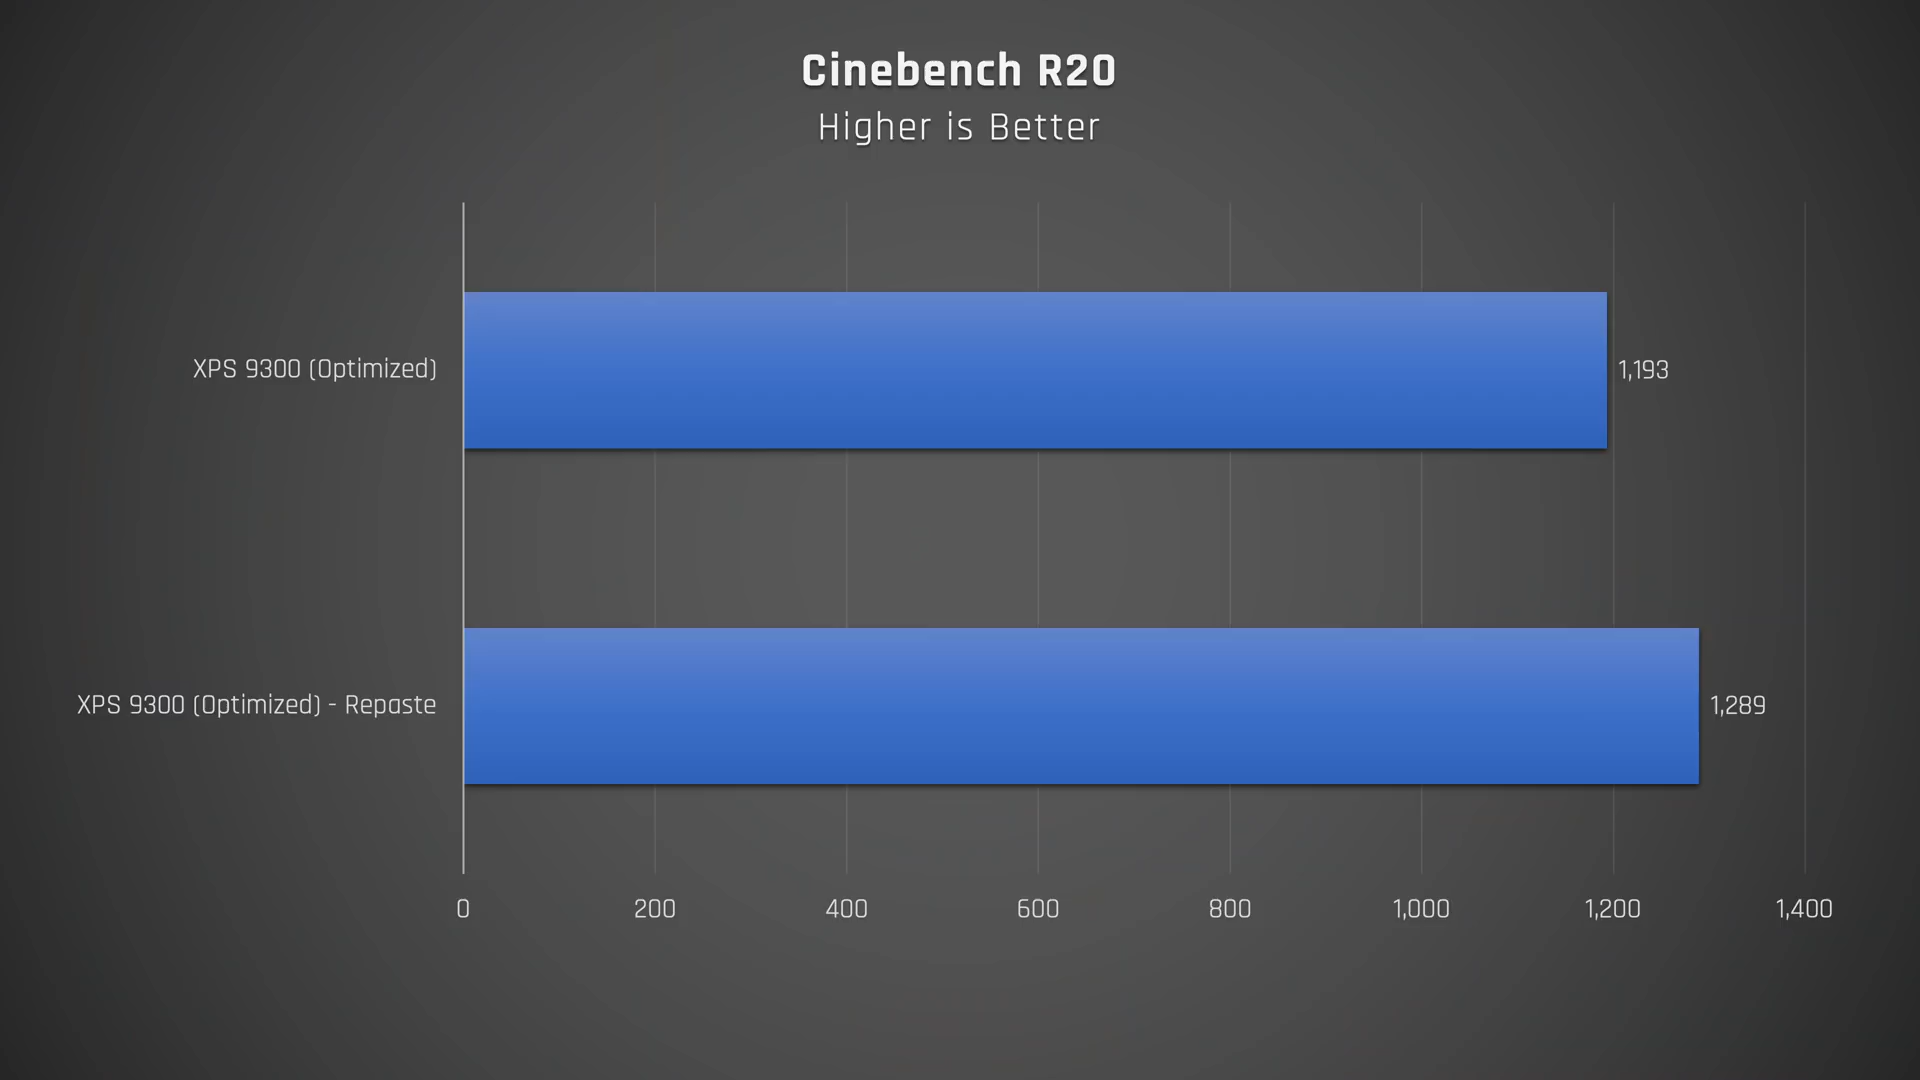 Cinebench R20
Higher is Better
XPS 9300 (Optimized)
1,193
XPS 9300 (Optimized) - Repaste
1,289
0 200 400 600 800 1,000 1,200 1,400